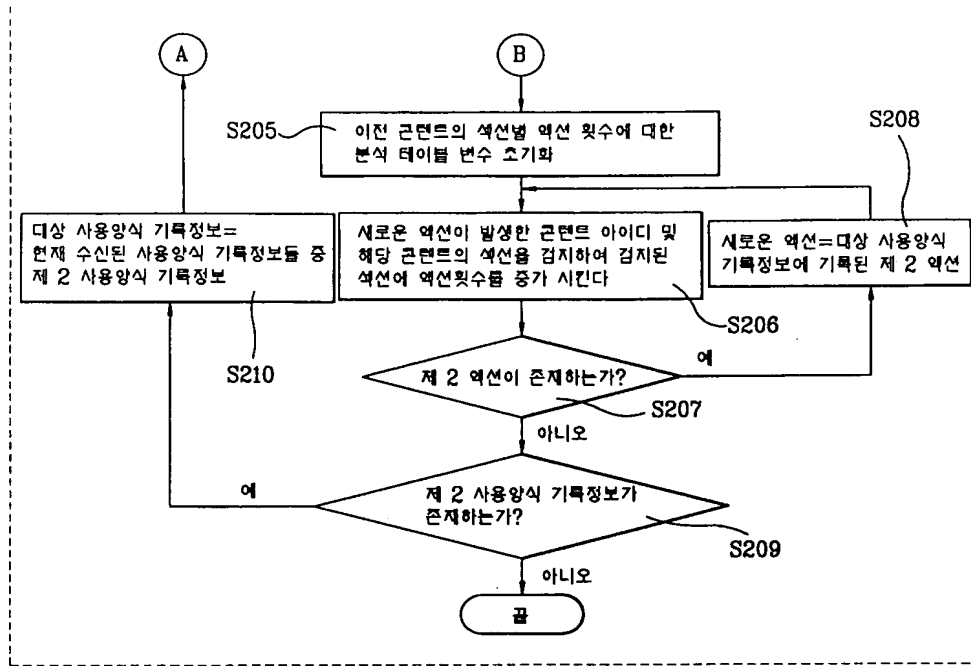 A
B
S205
이전 콘텐트의 섹션별 액션 횟수에 대한
분석 테이블 변수 초기화
S208
대상 사용양식 기록정보=
현재 수신된 사용양식 기록정보들 중
제 2 사용양식 기록정보
새로운 액션이 발생한 콘텐트 아이디 및
해당 콘텐트의 섹션을 검지하여 검지된
섹션에 액션횟수를 증가 시킨다
새로운 액션=대상 사용양식
기록정보에 기록된 제 2 액션
S206
S210
제 2 액션이 존재하는가?
예
S207
아니오
예
제 2 사용양식 기록정보가
존재하는가?
S209
아니오
끝